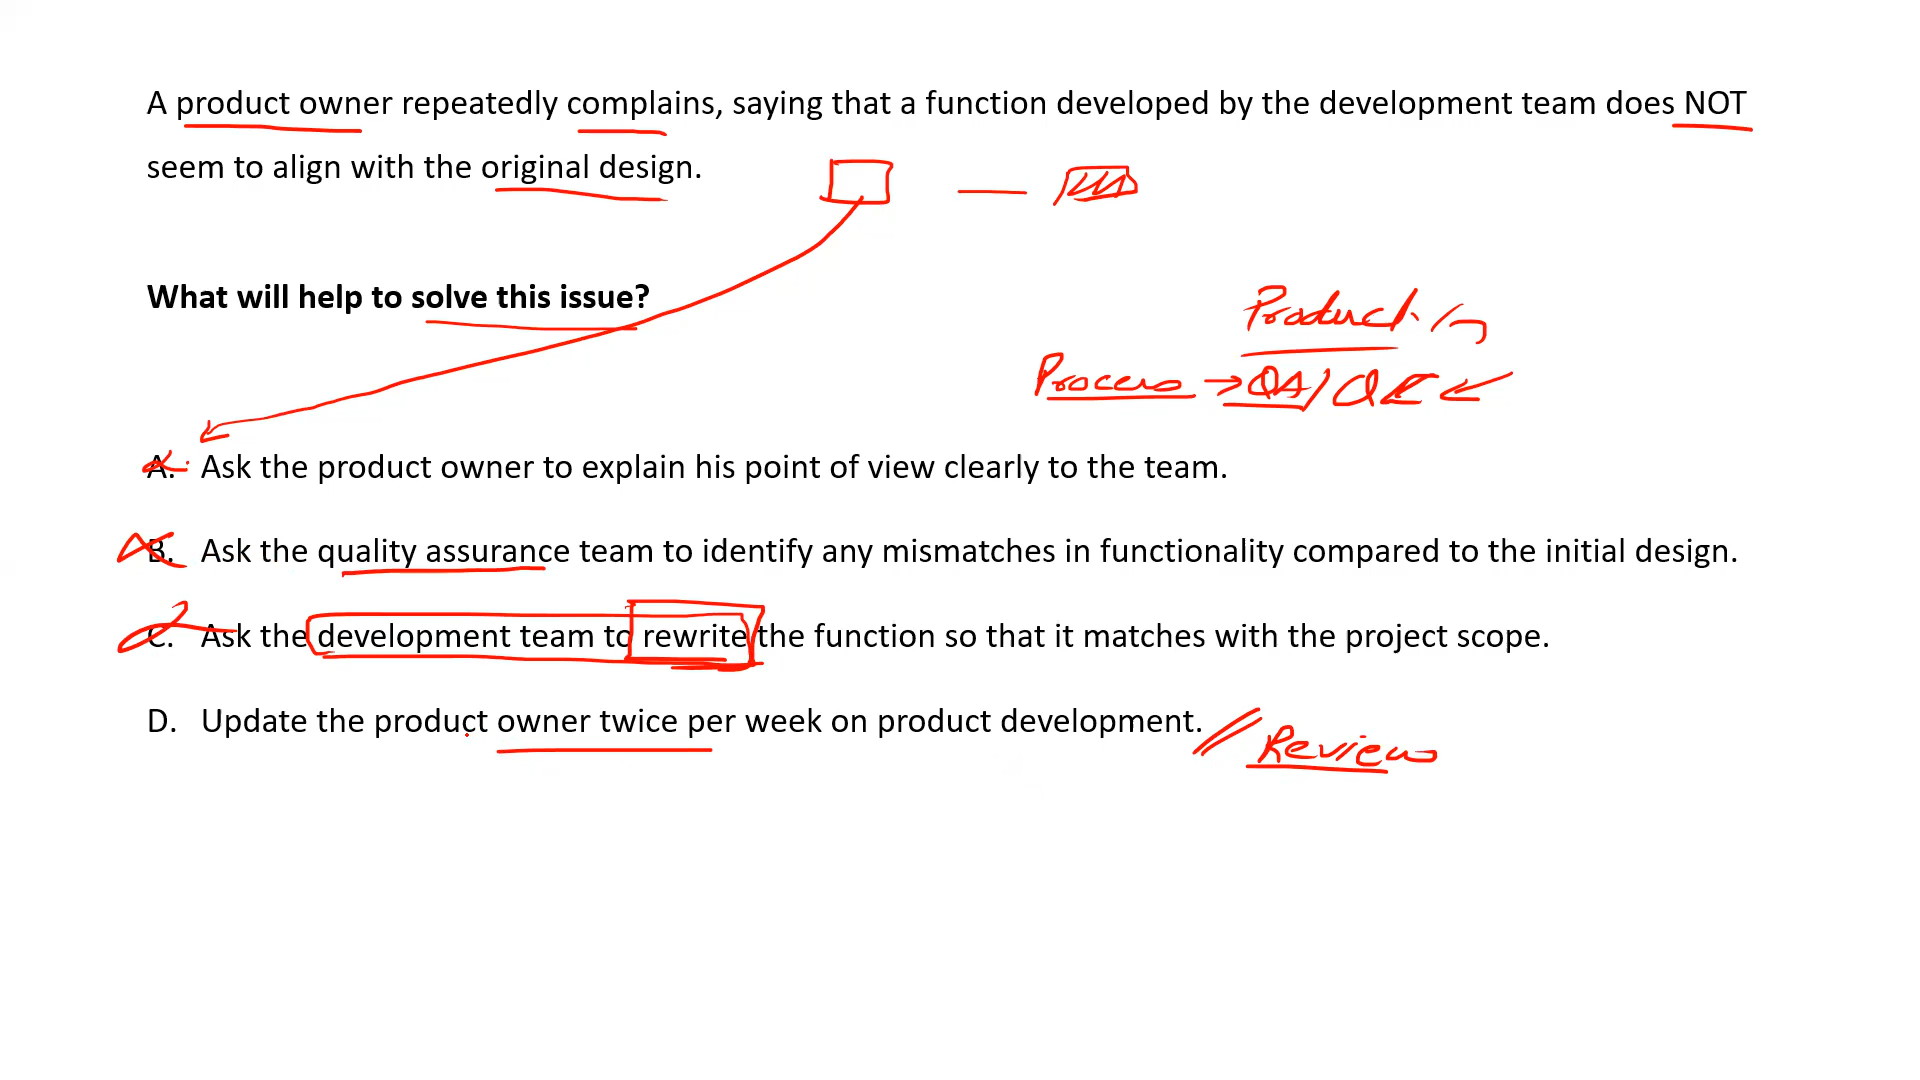 A product owner repeatedly complains, saying that a function developed by the development team does NOT
seem to align with the original design.
What will help to solve this issue?
Product
Process → QA / QC
A. Ask the product owner to explain his point of view clearly to the team.
B. Ask the quality assurance team to identify any mismatches in functionality compared to the initial design.
C. Ask the development team to rewrite the function so that it matches with the project scope.
D. Update the product owner twice per week on product development.
Review